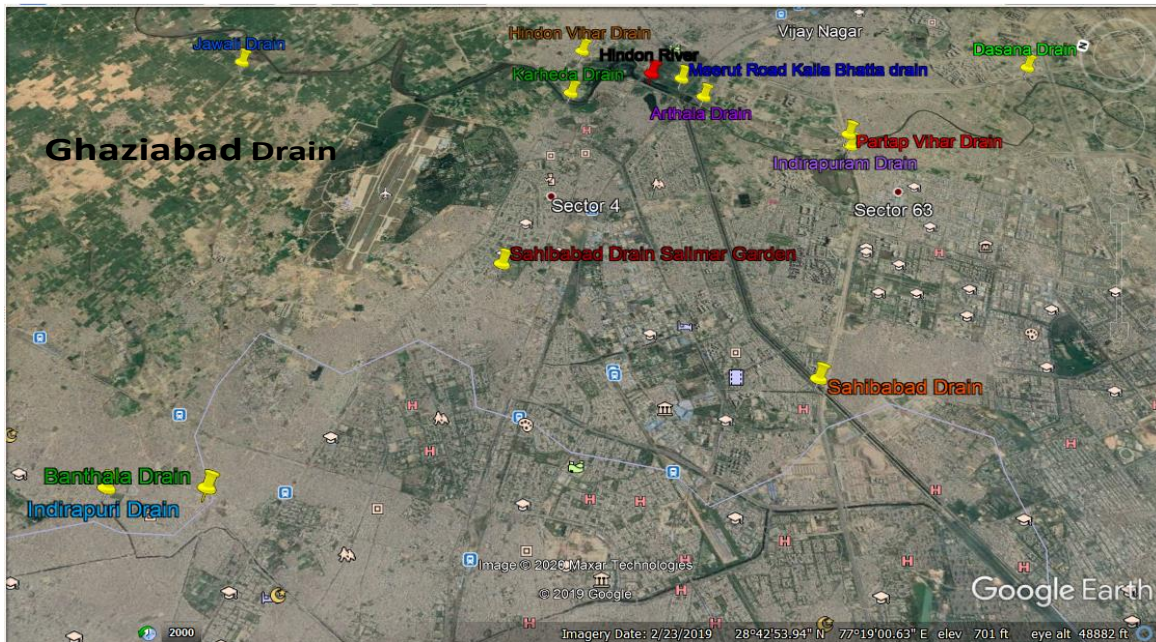 Hindon Vihar Drain
Vijay Nagar
Jawali Drain
Hindon River
Dasana Drain
N
Karheda Drain
Meerut Road Kaila Bhatta drain
Arthala Drain
Ghaziabad Drain
Partap Vihar Drain
Indirapuram Drain
Sector 4
Sector 63
Sahibabad Drain Salimar Garden
Sahibabad Drain
Banthala Drain
Indirapuri Drain
Image © 2020 Maxar Technologies
© 2019 Google
Google Earth
2000
Imagery Date: 2/23/2019 28°42'53.94" N 77°19'00.63" E elev 701 ft eye alt 48882 ft